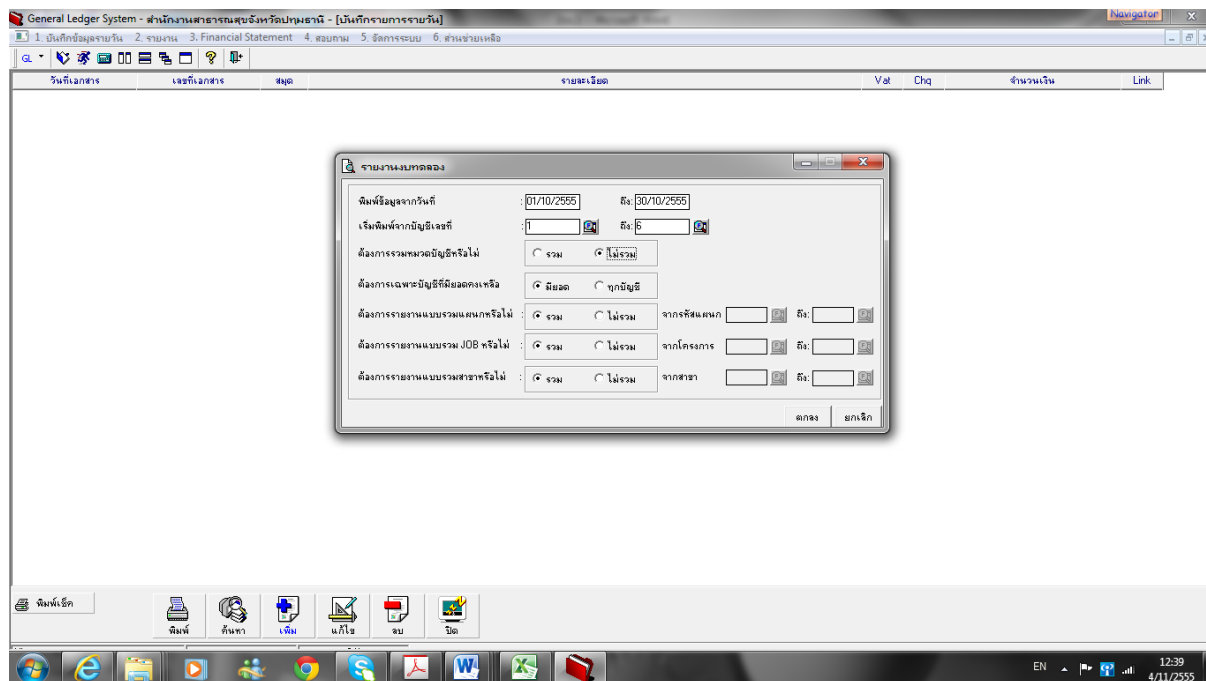 General Ledger System - สำนักงานสาธารณสุขจังหวัดปทุมธานี - [บันทึกรายการรายวัน]
Navigator
1. บันทึกข้อมูลรายวัน 2. รายงาน 3. Financial Statement 4. สอบถาม 5. จัดการระบบ 6. ส่วนช่วยเหลือ
GL
วันที่เอกสาร เลขที่เอกสาร สมุด รายละเอียด Vat Chq จำนวนเงิน Link
รายงานงบทดลอง
พิมพ์ข้อมูลจากวันที่ : 01/10/2555 ถึง: 30/10/2555
เริ่มพิมพ์จากบัญชีเลขที่ : 1 ถึง: 6
ต้องการรวมหมวดบัญชีหรือไม่ รวม ไม่รวม
ต้องการเฉพาะบัญชีที่มียอดคงเหลือ มียอด ทุกบัญชี
ต้องการรายงานแบบรวมแผนกหรือไม่ : รวม ไม่รวม จากรหัสแผนก ถึง:
ต้องการรายงานแบบรวม JOB หรือไม่ : รวม ไม่รวม จากโครงการ ถึง:
ต้องการรายงานแบบรวมสาขาหรือไม่ : รวม ไม่รวม จากสาขา ถึง:
ตกลง ยกเลิก
พิมพ์เช็ค
พิมพ์ ค้นหา เพิ่ม แก้ไข ลบ ปิด
EN 12:39
4/11/2555